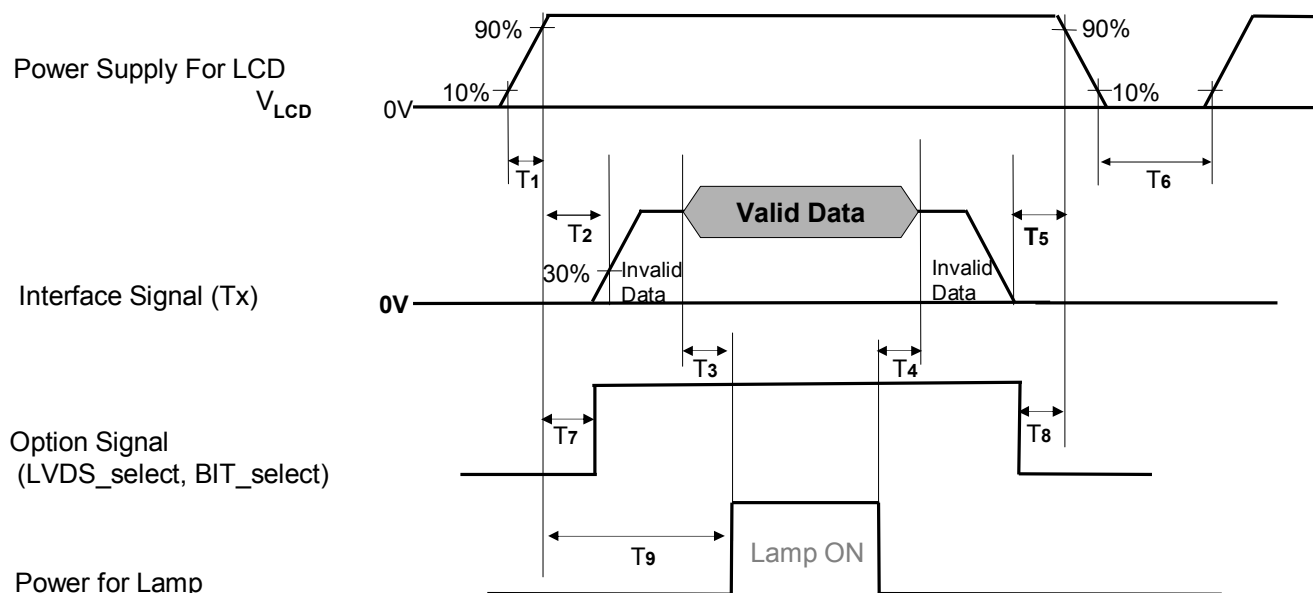 90%
90%
Power Supply For LCD
VLCD
10%
0V
10%
T1
T6
Valid Data
T2
T5
30%
Invalid
Data
Invalid
Data
Interface Signal (Tx)
0V
T3
T4
T7
T8
Option Signal
(LVDS_select, BIT_select)
T9
Lamp ON
Power for Lamp